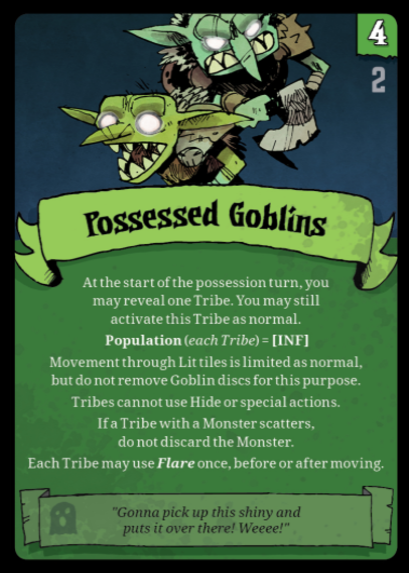 4
2
Possessed Goblins
At the start of the possession turn, you
may reveal one Tribe. You may still
activate this Tribe as normal.
Population (each Tribe) = [INF]
Movement through Lit tiles is limited as normal,
but do not remove Goblin discs for this purpose.
Tribes cannot use Hide or special actions.
If a Tribe with a Monster scatters,
do not discard the Monster.
Each Tribe may use Flare once, before or after moving.
"Gonna pick up this shiny and
puts it over there! Weeee!"